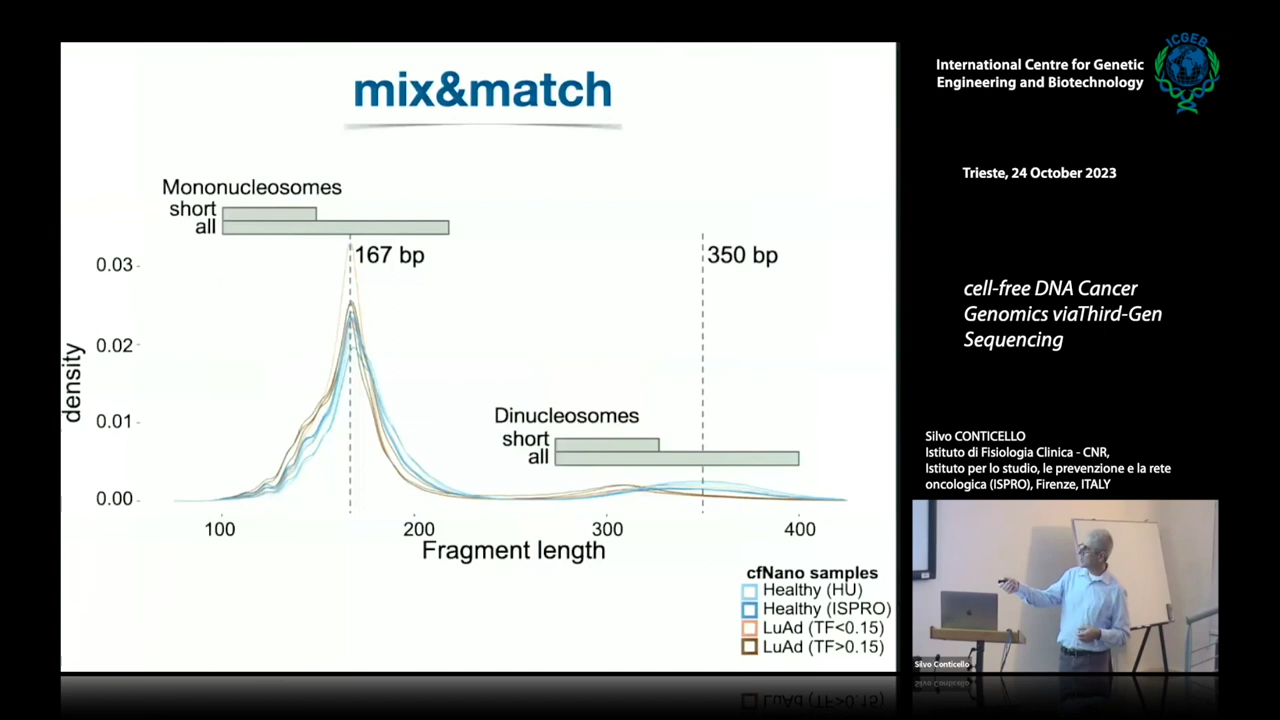 mix&match
Mononucleosomes
short
all
167 bp
350 bp
0.03
0.02
0.01
0.00
density
Dinucleosomes
short
all
100
200
300
400
Fragment length
cfNano samples
Healthy (HU)
Healthy (ISPRO)
LuAd (TF<0.15)
LuAd (TF>0.15)
International Centre for Genetic
Engineering and Biotechnology
ICGEB
Trieste, 24 October 2023
cell-free DNA Cancer
Genomics viaThird-Gen
Sequencing
Silvo CONTICELLO
Istituto di Fisiologia Clinica - CNR,
Istituto per lo studio, le prevenzione e la rete
oncologica (ISPRO), Firenze, ITALY
Silvo Conticello